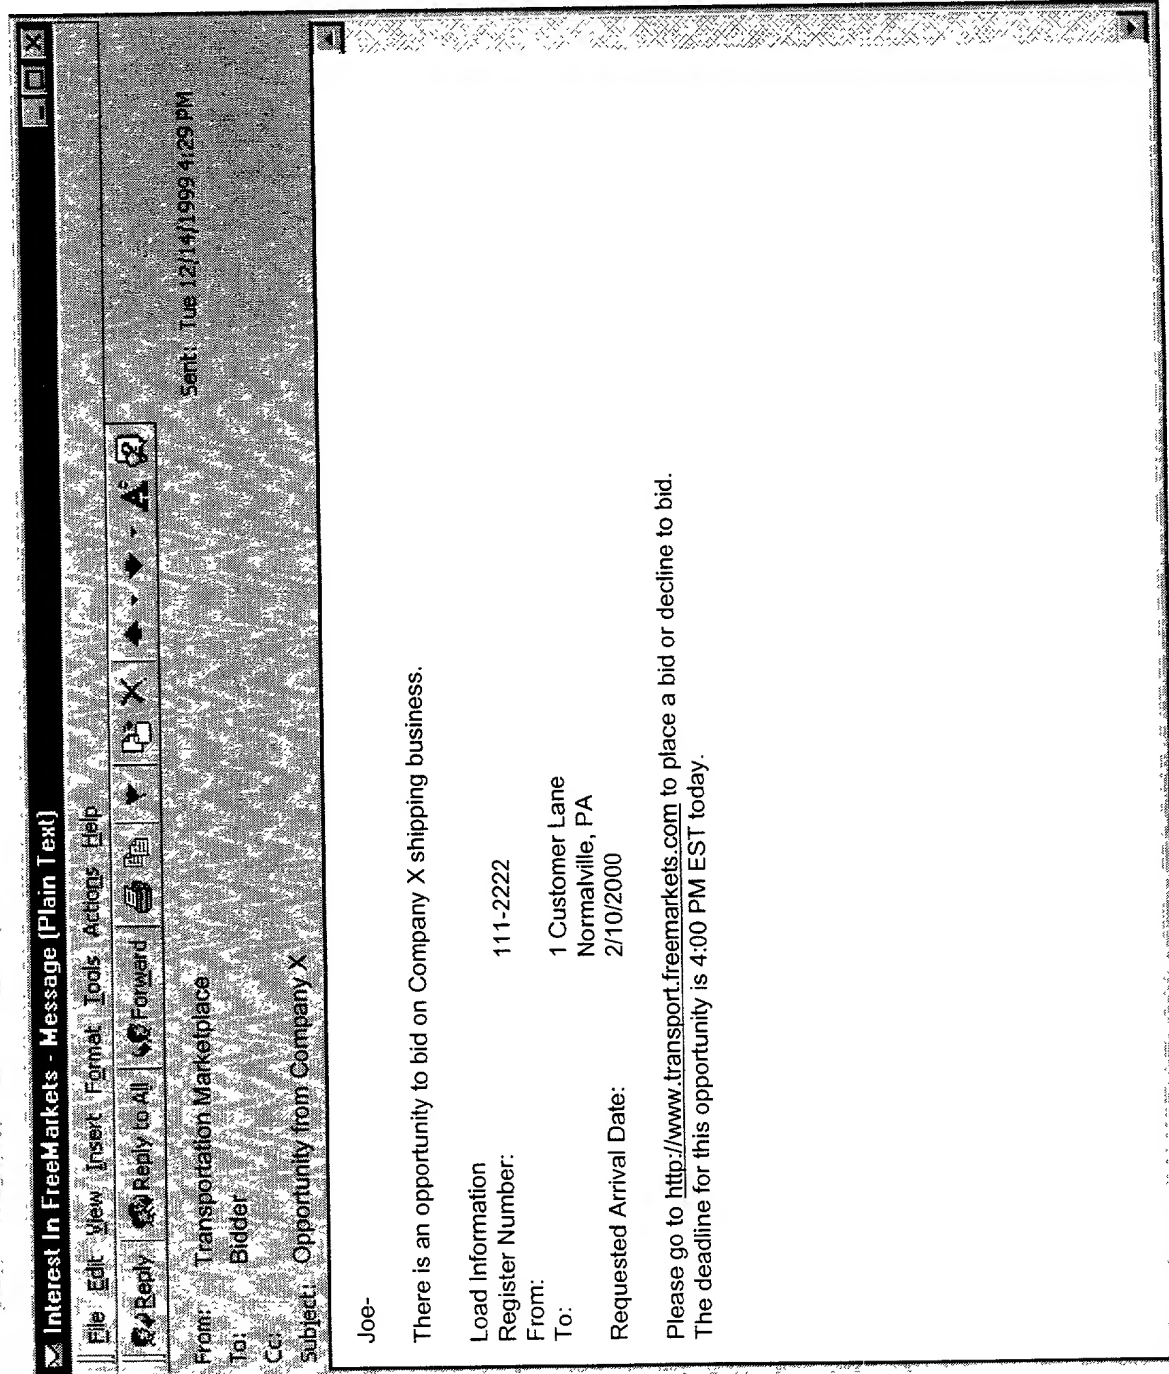 Interest In FreeMarkets - Message (Plain Text)
File Edit View Insert Format Tools Actions Help
Reply Reply to All Forward
From: Transportation Marketplace Sent: Tue 12/14/1999 4:29 PM
To: Bidder
Cc:
Subject: Opportunity from Company X
Joe-
There is an opportunity to bid on Company X shipping business.
Load Information
Register Number: 111-2222
From:
To: 1 Customer Lane
Normalville, PA
Requested Arrival Date: 2/10/2000
Please go to http://www.transport.freemarkets.com to place a bid or decline to bid.
The deadline for this opportunity is 4:00 PM EST today.